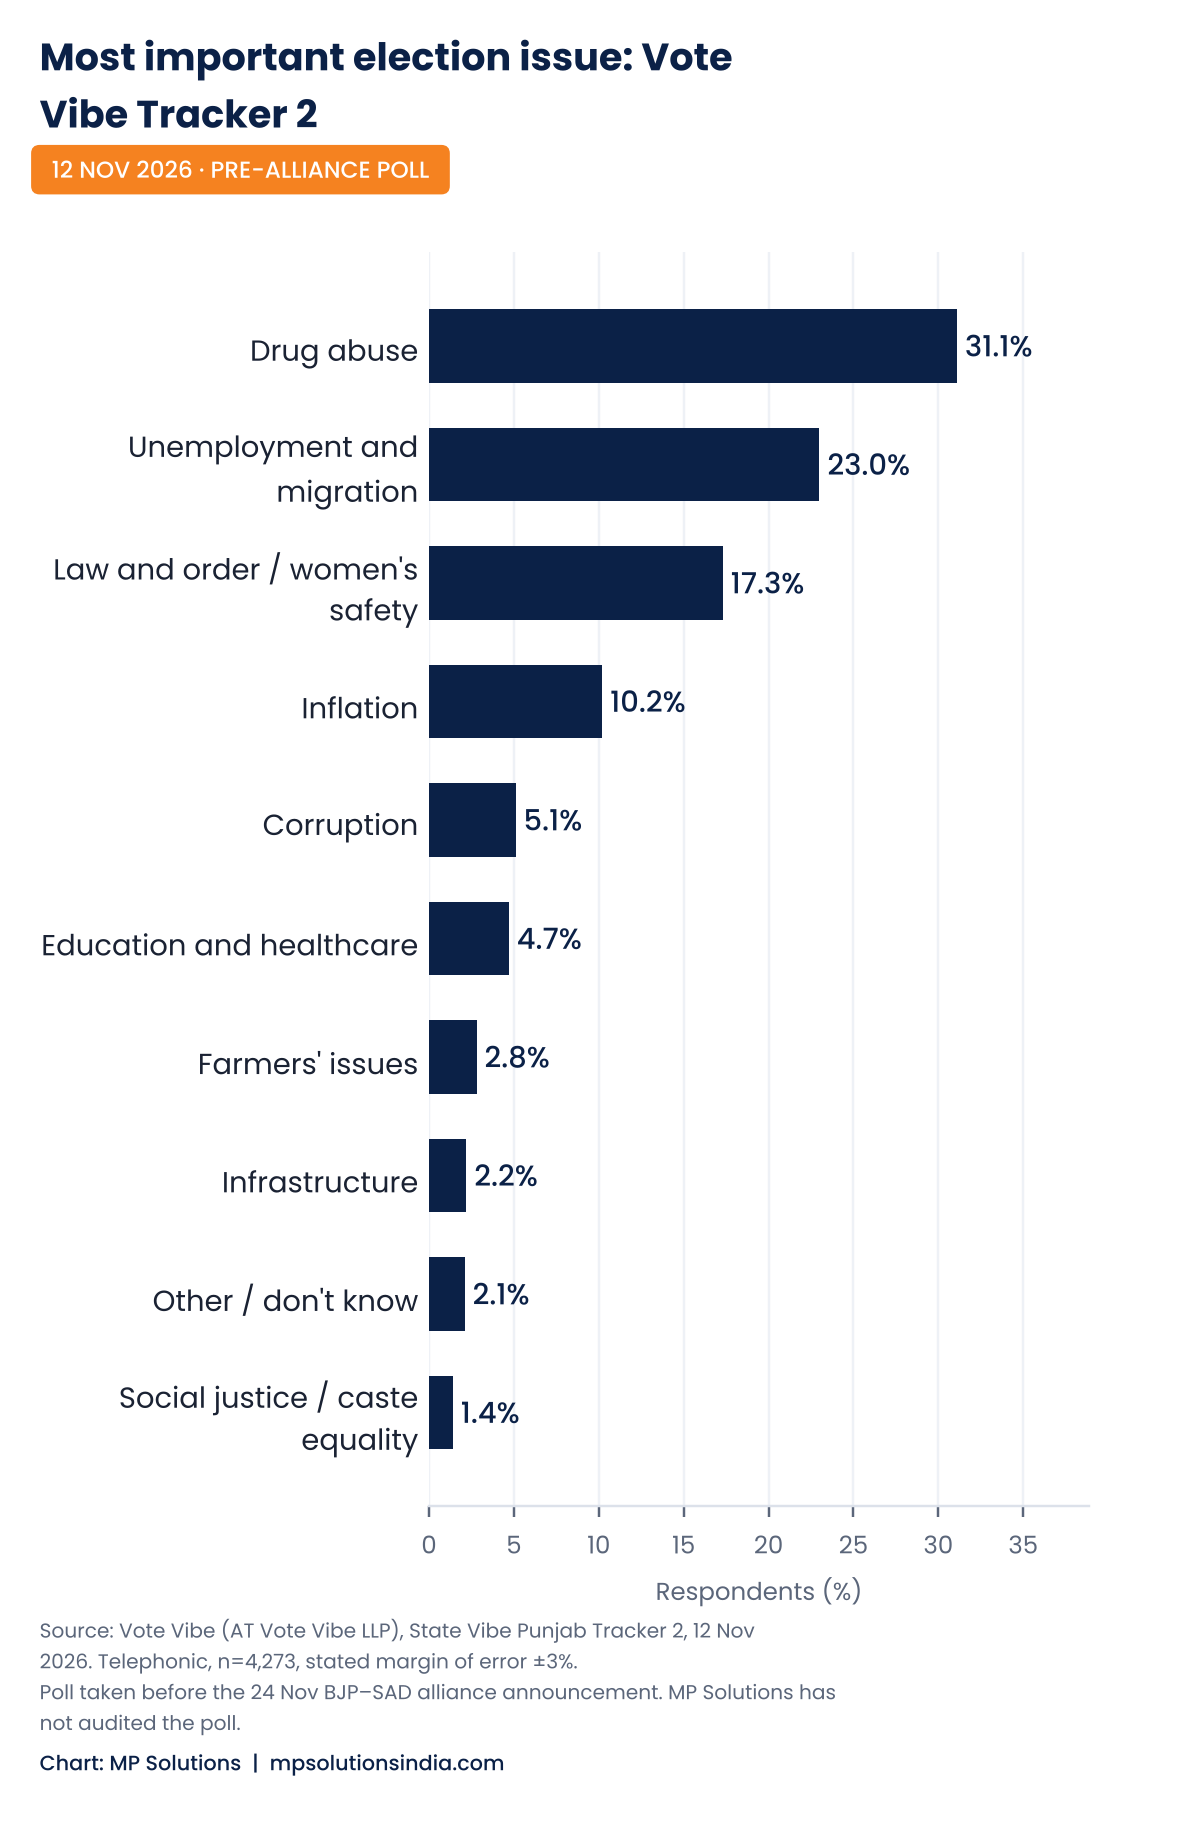 Most important election issue: Vote
Vibe Tracker 2
12 NOV 2026 · PRE-ALLIANCE POLL
Drug abuse
31.1%
Unemployment and
migration
23.0%
Law and order / women's
safety
17.3%
Inflation
10.2%
Corruption
5.1%
Education and healthcare
4.7%
Farmers' issues
2.8%
Infrastructure
2.2%
Other / don't know
2.1%
Social justice / caste
equality
1.4%
0 5 10 15 20 25 30 35
Respondents (%)
Source: Vote Vibe (AT Vote Vibe LLP), State Vibe Punjab Tracker 2, 12 Nov
2026. Telephonic, n=4,273, stated margin of error ±3%.
Poll taken before the 24 Nov BJP–SAD alliance announcement. MP Solutions has
not audited the poll.
Chart: MP Solutions | mpsolutionsindia.com